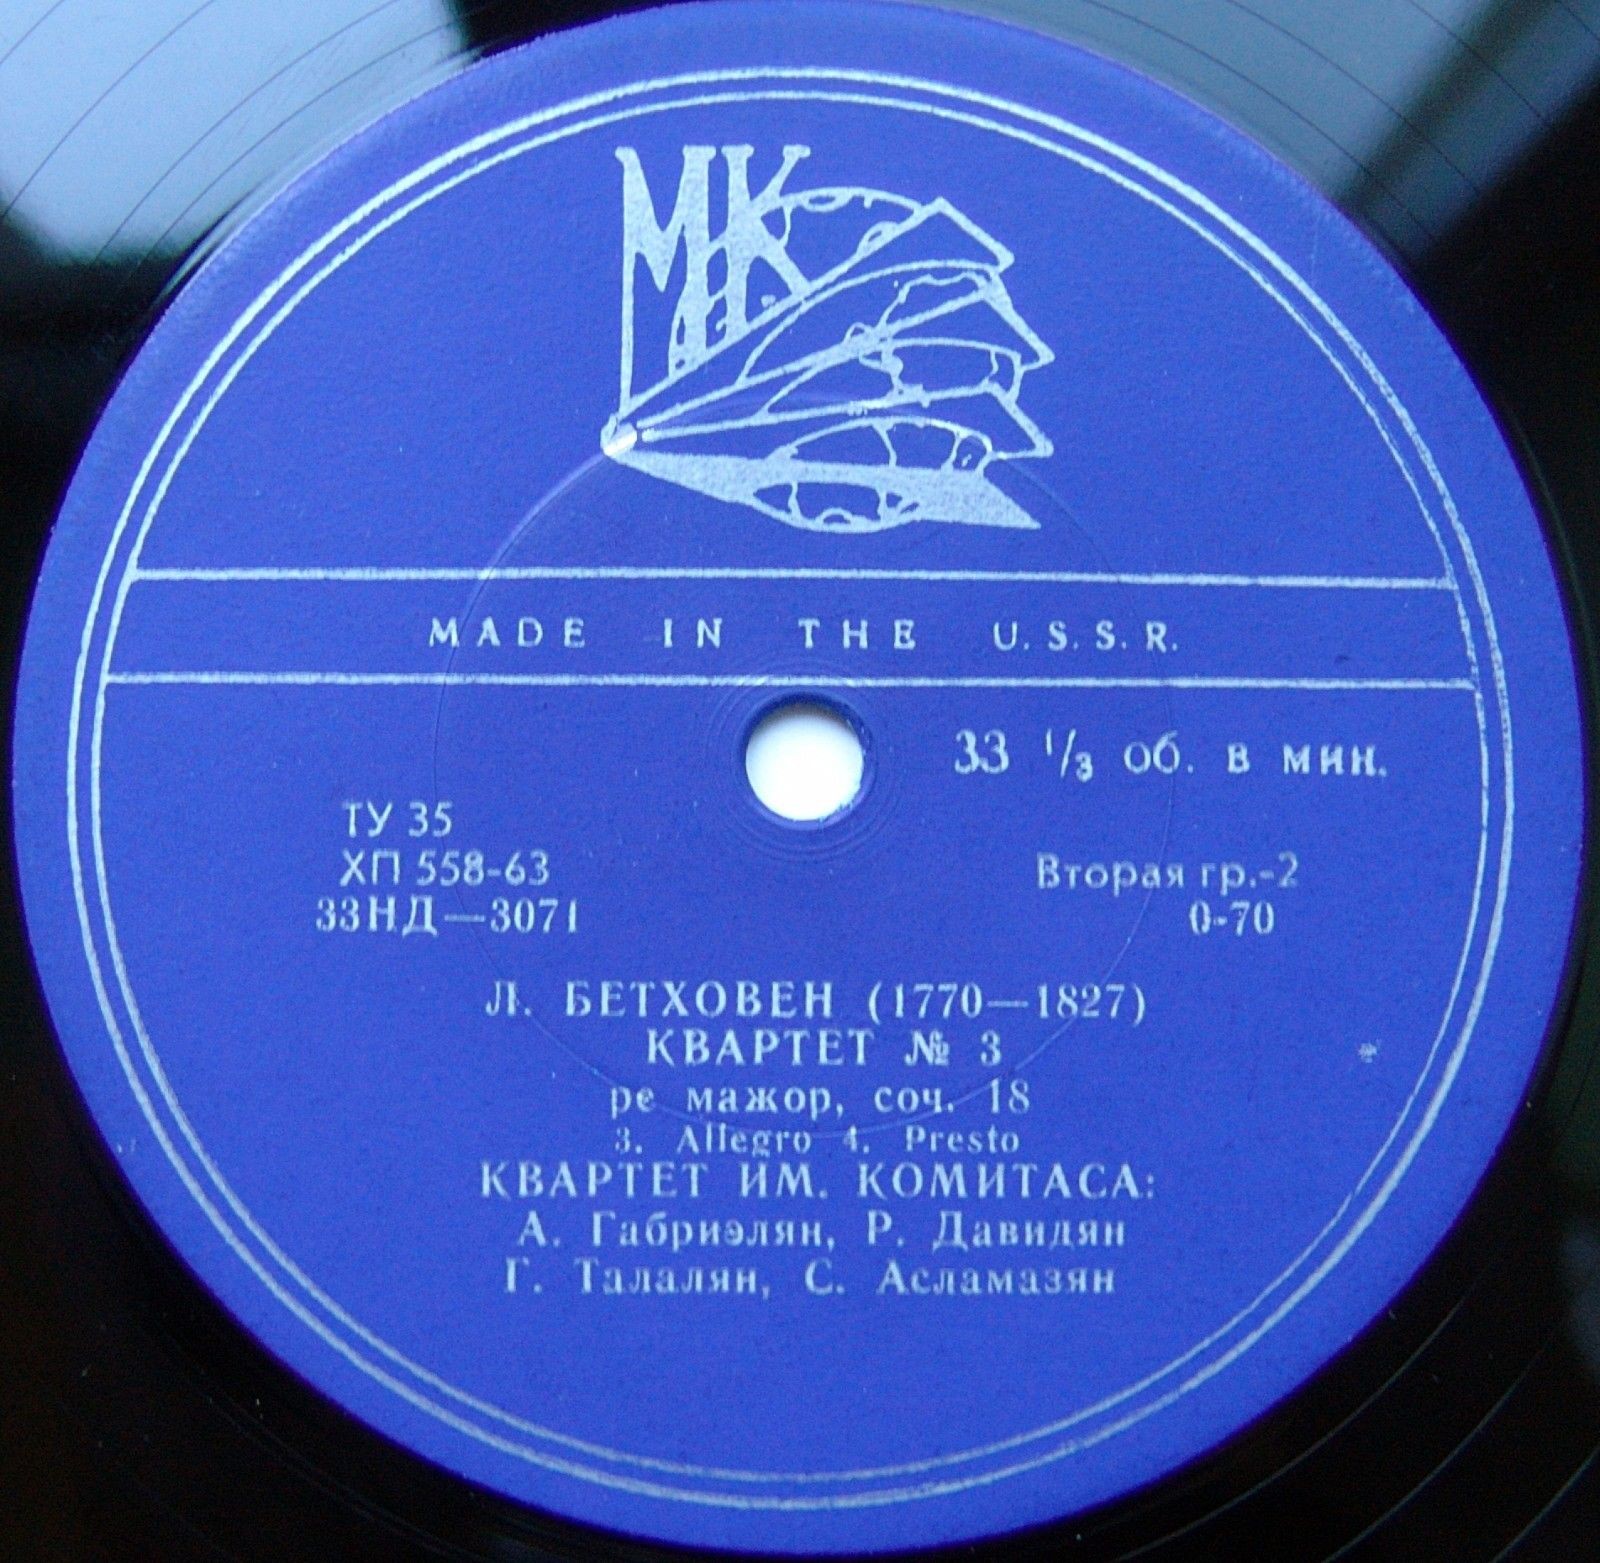 МК
MADE IN THE U.S.S.R.
33 1/3 об. в мин.
ТУ 35
ХП 558-63
33НД—3071
Вторая гр.-2
0-70
Л. БЕТХОВЕН (1770—1827)
КВАРТЕТ № 3
ре мажор, соч. 18
3. Allegro 4. Presto
КВАРТЕТ ИМ. КОМИТАСА:
А. Габриэлян, Р. Давидян
Г. Талалян, С. Асламазян